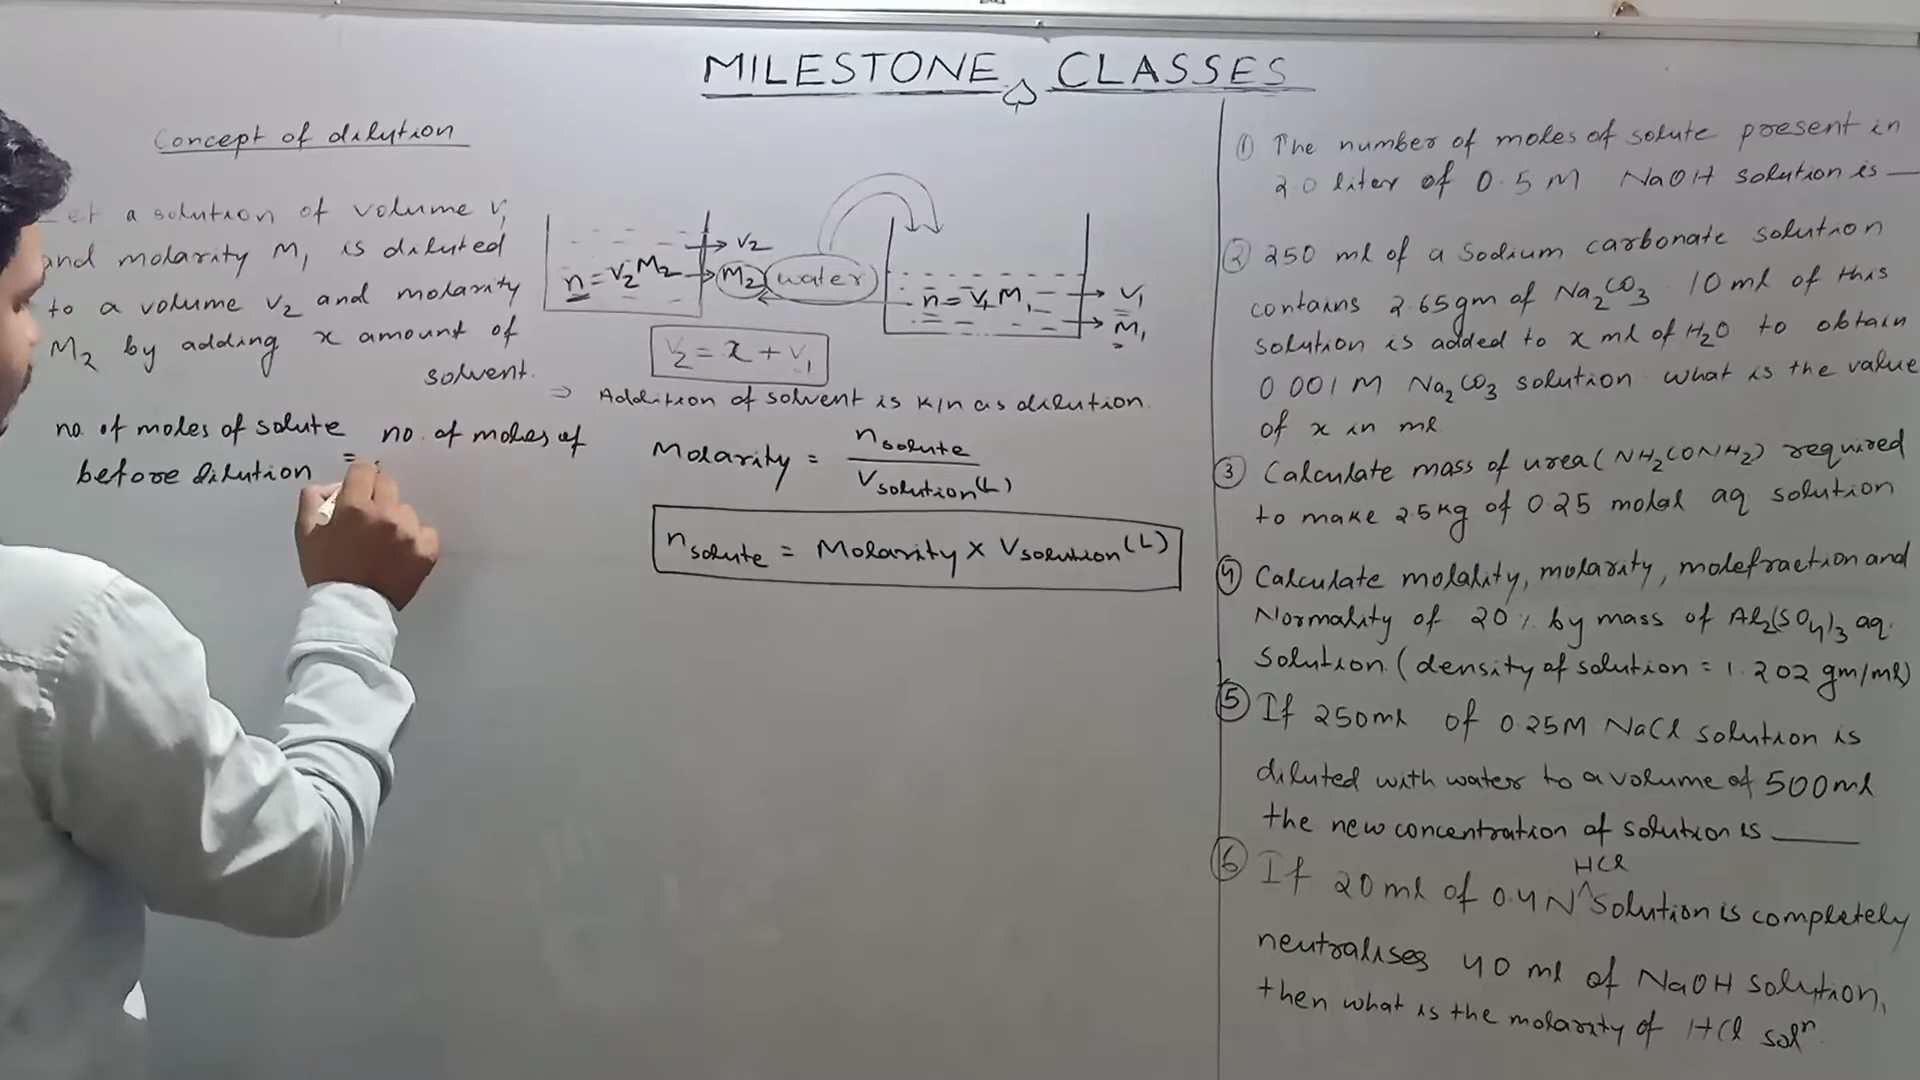 MILESTONE CLASSES
Concept of dilution
Let a solution of volume V1
and molarity M1 is diluted
to a volume V2 and molarity
M2 by adding x amount of
solvent.
V2
n = V2M2
M2
water
n = V1M1
V1
M1
V2 = x + V1
⇒ Addition of solvent is k/n as dilution.
no. of moles of solute
before dilution
=
no. of moles of
Molarity = nsolute / Vsolution(L)
nsolute = Molarity × Vsolution(L)
① The number of moles of solute present in
2.0 liter of 0.5 M NaOH solution is __
② 250 ml of a Sodium carbonate solution
contains 2.65gm of Na2CO3. 10 ml of this
solution is added to x ml of H2O to obtain
0.001 M Na2CO3 solution. what is the value
of x in ml
③ Calculate mass of urea (NH2CONH2) required
to make 25kg of 0.25 molal aq solution
④ Calculate molality, molarity, molefraction and
Normality of 20% by mass of Al2(SO4)3 aq.
solution (density of solution = 1.202 gm/ml)
⑤ If 250ml of 0.25M NaCl solution is
diluted with water to a volume of 500ml
the new concentration of solution is ____
⑥ If 20 ml of 0.4N HCl solution is completely
neutralises 40 ml of NaOH solution,
then what is the molarity of HCl soln.